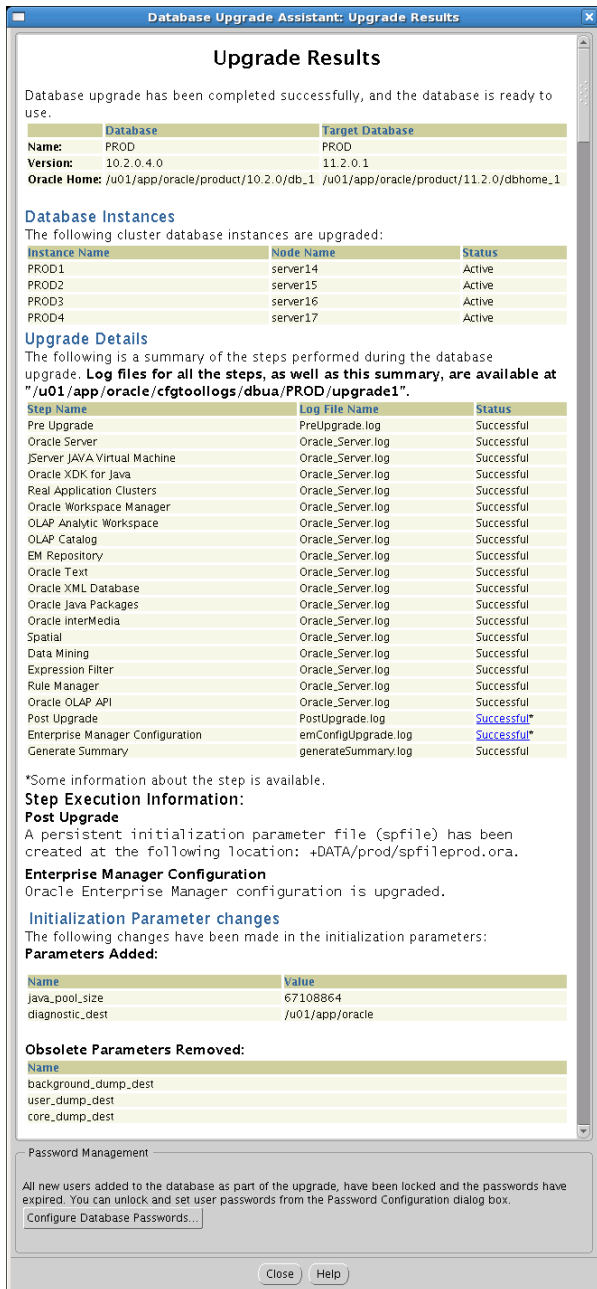 Database Upgrade Assistant: Upgrade Results
Upgrade Results
Database upgrade has been completed successfully, and the database is ready to
use.
Database Target Database
Name: PROD PROD
Version: 10.2.0.4.0 11.2.0.1
Oracle Home: /u01/app/oracle/product/10.2.0/db_1 /u01/app/oracle/product/11.2.0/dbhome_1
Database Instances
The following cluster database instances are upgraded:
Instance Name Node Name Status
PROD1 server14 Active
PROD2 server15 Active
PROD3 server16 Active
PROD4 server17 Active
Upgrade Details
The following is a summary of the steps performed during the database
upgrade. Log files for all the steps, as well as this summary, are available at
"/u01/app/oracle/cfgtoollogs/dbua/PROD/upgrade1".
Step Name Log File Name Status
Pre Upgrade PreUpgrade.log Successful
Oracle Server Oracle_Server.log Successful
JServer JAVA Virtual Machine Oracle_Server.log Successful
Oracle XDK for Java Oracle_Server.log Successful
Real Application Clusters Oracle_Server.log Successful
Oracle Workspace Manager Oracle_Server.log Successful
OLAP Analytic Workspace Oracle_Server.log Successful
OLAP Catalog Oracle_Server.log Successful
EM Repository Oracle_Server.log Successful
Oracle Text Oracle_Server.log Successful
Oracle XML Database Oracle_Server.log Successful
Oracle Java Packages Oracle_Server.log Successful
Oracle interMedia Oracle_Server.log Successful
Spatial Oracle_Server.log Successful
Data Mining Oracle_Server.log Successful
Expression Filter Oracle_Server.log Successful
Rule Manager Oracle_Server.log Successful
Oracle OLAP API Oracle_Server.log Successful
Post Upgrade PostUpgrade.log Successful*
Enterprise Manager Configuration emConfigUpgrade.log Successful*
Generate Summary generateSummary.log Successful
*Some information about the step is available.
Step Execution Information:
Post Upgrade
A persistent initialization parameter file (spfile) has been
created at the following location: +DATA/prod/spfileprod.ora.
Enterprise Manager Configuration
Oracle Enterprise Manager configuration is upgraded.
Initialization Parameter changes
The following changes have been made in the initialization parameters:
Parameters Added:
Name Value
java_pool_size 67108864
diagnostic_dest /u01/app/oracle
Obsolete Parameters Removed:
Name
background_dump_dest
user_dump_dest
core_dump_dest
Password Management
All new users added to the database as part of the upgrade, have been locked and the passwords have
expired. You can unlock and set user passwords from the Password Configuration dialog box.
Configure Database Passwords...
Close Help